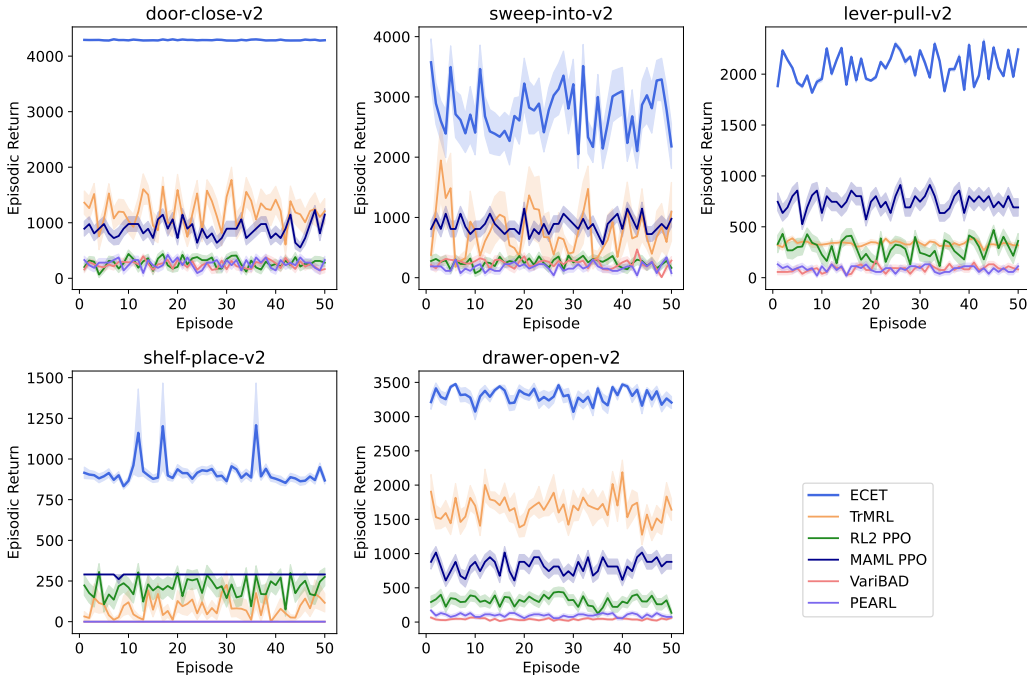 door-close-v2
sweep-into-v2
lever-pull-v2
4000
3000
2000
1000
0
Episodic Return
0 10 20 30 40 50
Episode
4000
3000
2000
1000
0
Episodic Return
0 10 20 30 40 50
Episode
2000
1500
1000
500
0
Episodic Return
0 10 20 30 40 50
Episode
shelf-place-v2
drawer-open-v2
1500
1250
1000
750
500
250
0
Episodic Return
0 10 20 30 40 50
Episode
3500
3000
2500
2000
1500
1000
500
0
Episodic Return
0 10 20 30 40 50
Episode
ECET
TrMRL
RL2 PPO
MAML PPO
VariBAD
PEARL